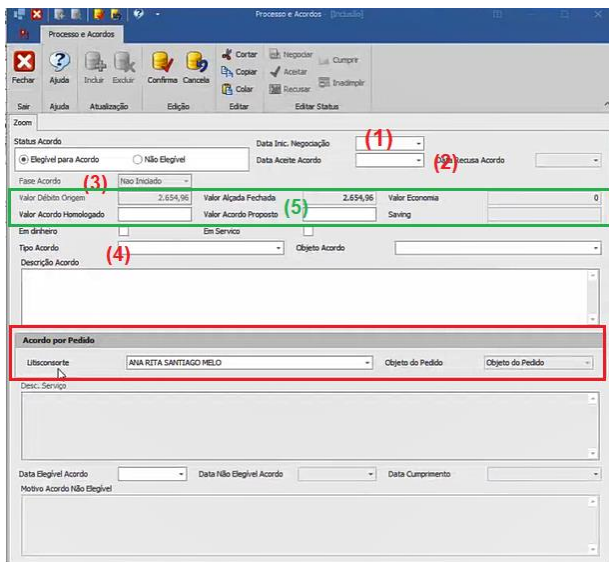 Processo e Acordos - [Inclusão]
Processo e Acordos
Fechar Ajuda Incluir Excluir Confirma Cancela Cortar Copiar Colar Negociar Aceitar Recusar Cumprir Inadimplir
Sair Ajuda Atualização Edição Editar Editar Status
Zoom
Status Acordo Data Inic. Negociação (1)
Elegível para Acordo Não Elegível Data Aceite Acordo (2) Data Recusa Acordo
Fase Acordo (3) Nao Iniciado
Valor Débito Origem 2.654,96 Valor Alçada Fechada 2.654,96 Valor Economia 0
Valor Acordo Homologado Valor Acordo Proposto (5) Saving
Em dinheiro Em Servico
Tipo Acordo (4) Objeto Acordo
Descrição Acordo
Acordo por Pedido
Litisconsorte ANA RITA SANTIAGO MELO Objeto do Pedido Objeto do Pedido
Desc. Serviço
Data Elegível Acordo Data Não Elegível Acordo Data Cumprimento
Motivo Acordo Não Elegível